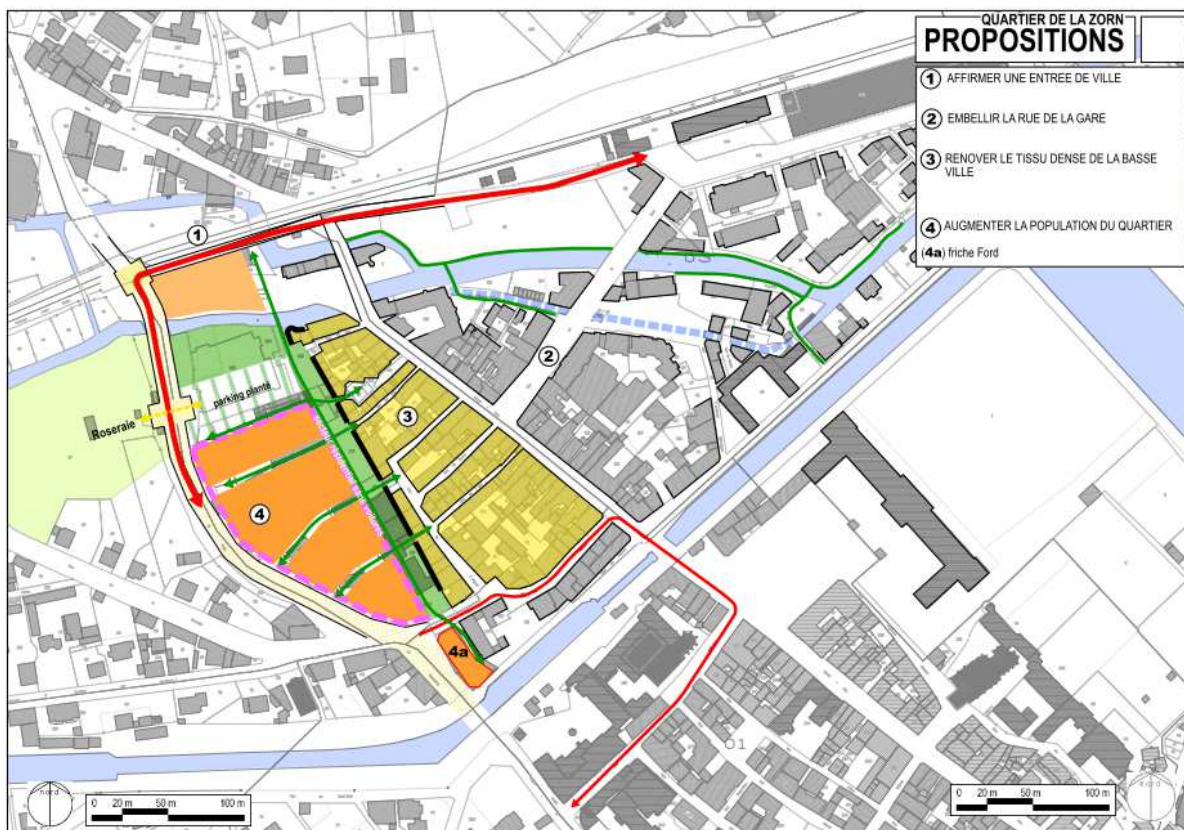 QUARTIER DE LA ZORN
PROPOSITIONS
1 AFFIRMER UNE ENTREE DE VILLE
2 EMBELLIR LA RUE DE LA GARE
3 RENOVER LE TISSU DENSE DE LA BASSE
VILLE
4 AUGMENTER LA POPULATION DU QUARTIER
(4a) friche Ford
1
2
3
4
4a
parking planté
Roseraie
03
01
nord
0 20 m 50 m 100 m
0 20 m 50 m 100 m